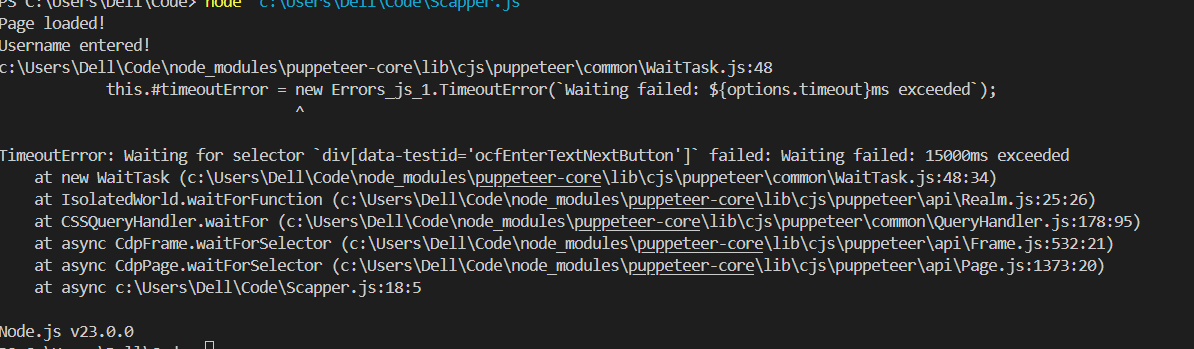 PS C:\Users\Dell\Code> node "c:\Users\Dell\Code\Scapper.js"
Page loaded!
Username entered!
c:\Users\Dell\Code\node_modules\puppeteer-core\lib\cjs\puppeteer\common\WaitTask.js:48
this.#timeoutError = new Errors_js_1.TimeoutError(`Waiting failed: ${options.timeout}ms exceeded`);
^
TimeoutError: Waiting for selector `div[data-testid='ocfEnterTextNextButton']` failed: Waiting failed: 15000ms exceeded
at new WaitTask (c:\Users\Dell\Code\node_modules\puppeteer-core\lib\cjs\puppeteer\common\WaitTask.js:48:34)
at IsolatedWorld.waitForFunction (c:\Users\Dell\Code\node_modules\puppeteer-core\lib\cjs\puppeteer\api\Realm.js:25:26)
at CSSQueryHandler.waitFor (c:\Users\Dell\Code\node_modules\puppeteer-core\lib\cjs\puppeteer\common\QueryHandler.js:178:95)
at async CdpFrame.waitForSelector (c:\Users\Dell\Code\node_modules\puppeteer-core\lib\cjs\puppeteer\api\Frame.js:532:21)
at async CdpPage.waitForSelector (c:\Users\Dell\Code\node_modules\puppeteer-core\lib\cjs\puppeteer\api\Page.js:1373:20)
at async c:\Users\Dell\Code\Scapper.js:18:5
Node.js v23.0.0